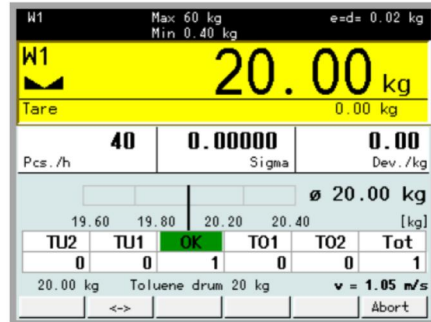 W1 Max 60 kg e=d= 0.02 kg
Min 0.40 kg
W1
20.00 kg
Tare 0.00 kg
40 0.00000 0.00
Pcs./h Sigma Dev./kg
ø 20.00 kg
19.60 19.80 20.20 20.40 [kg]
TU2 TU1 OK TO1 TO2 Tot
0 0 1 0 0 1
20.00 kg Toluene drum 20 kg v = 1.05 m/s
<-> Abort